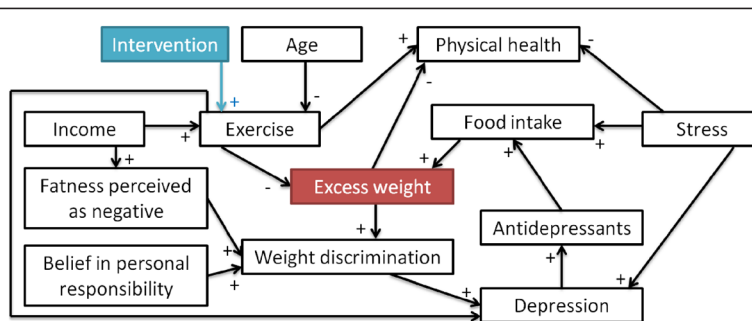 Intervention
Age
Physical health
Income
Exercise
Food intake
Stress
Fatness perceived
as negative
Excess weight
Antidepressants
Belief in personal
responsibility
Weight discrimination
Depression
+
-
+
-
-
+
+
+
-
+
+
+
+
+
+
+
+